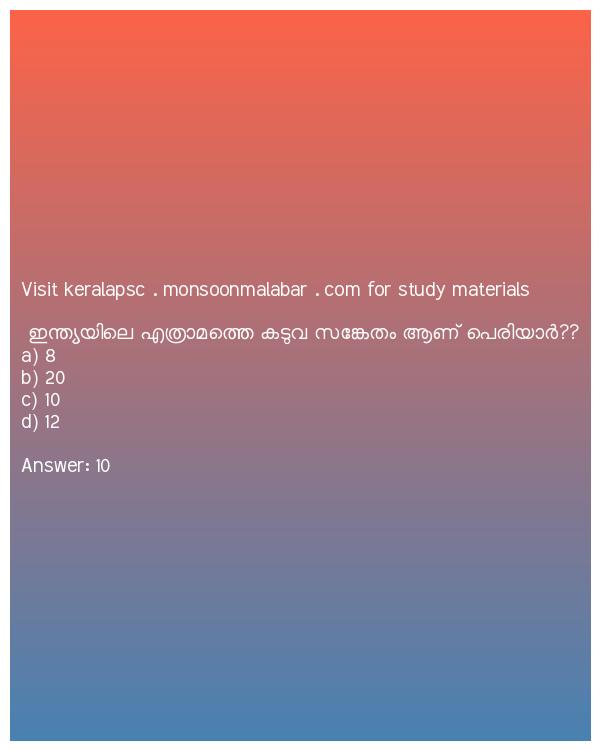 Visit keralapsc . monsoonmalabar . com for study materials
ഇന്ത്യയിലെ എത്രാമത്തെ കടുവ സങ്കേതം ആണ് പെരിയാർ??
a) 8
b) 20
c) 10
d) 12
Answer: 10